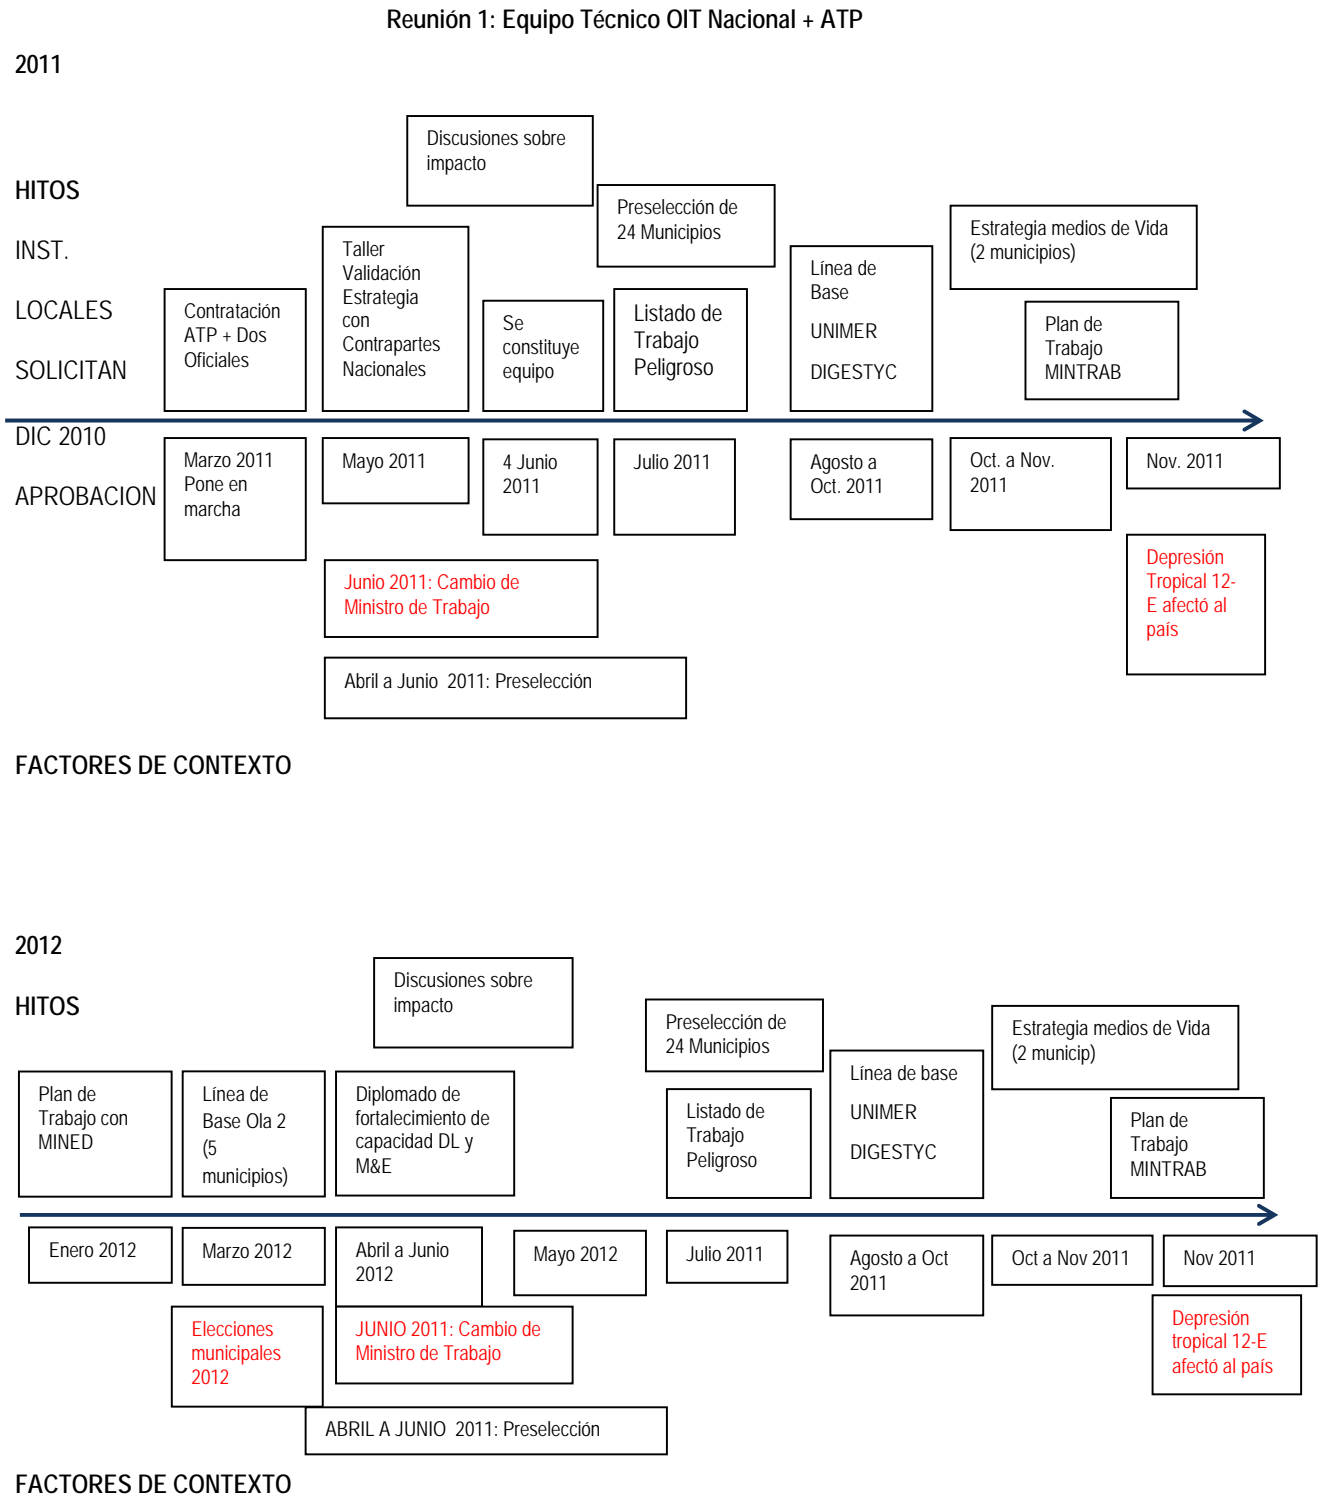 Reunión 1: Equipo Técnico OIT Nacional + ATP
2011
HITOS
INST.
LOCALES
SOLICITAN
DIC 2010
APROBACION
Discusiones sobre
impacto
Preselección de
24 Municipios
Estrategia medios de Vida
(2 municipios)
Contratación
ATP + Dos
Oficiales
Taller
Validación
Estrategia
con
Contrapartes
Nacionales
Se
constituye
equipo
Listado de
Trabajo
Peligroso
Línea de
Base
UNIMER
DIGESTYC
Plan de
Trabajo
MINTRAB
Marzo 2011
Pone en
marcha
Mayo 2011
4 Junio
2011
Julio 2011
Agosto a
Oct. 2011
Oct. a Nov.
2011
Nov. 2011
Junio 2011: Cambio de
Ministro de Trabajo
Depresión
Tropical 12-
E afectó al
país
Abril a Junio  2011: Preselección
FACTORES DE CONTEXTO
2012
HITOS
Discusiones sobre
impacto
Preselección de
24 Municipios
Estrategia medios de Vida
(2 municip)
Plan de
Trabajo con
MINED
Línea de
Base Ola 2
(5
municipios)
Diplomado de
fortalecimiento de
capacidad DL y
M&E
Listado de
Trabajo
Peligroso
Línea de base
UNIMER
DIGESTYC
Plan de
Trabajo
MINTRAB
Enero 2012
Marzo 2012
Abril a Junio
2012
Mayo 2012
Julio 2011
Agosto a Oct
2011
Oct a Nov 2011
Nov 2011
Elecciones
municipales
2012
JUNIO 2011: Cambio de
Ministro de Trabajo
Depresión
tropical 12-E
afectó al país
ABRIL A JUNIO  2011: Preselección
FACTORES DE CONTEXTO